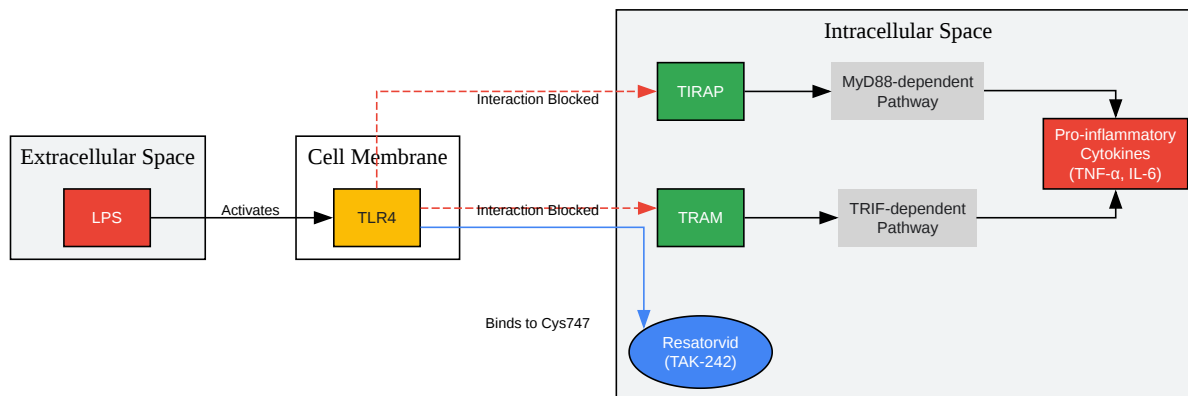 Intracellular Space
TIRAP
MyD88-dependent
Pathway
Interaction Blocked
Pro-inflammatory
Cytokines
(TNF-α, IL-6)
Extracellular Space
Cell Membrane
LPS
Activates
TLR4
Interaction Blocked
TRAM
TRIF-dependent
Pathway
Binds to Cys747
Resatorvid
(TAK-242)